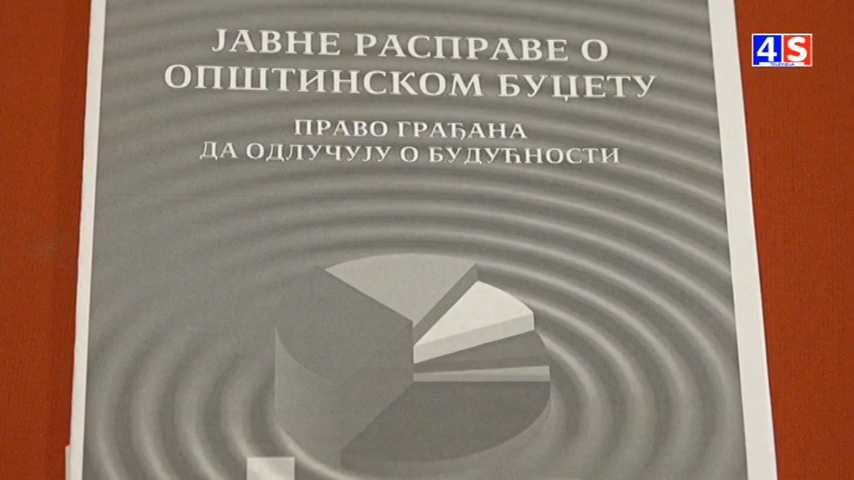 ЈАВНЕ РАСПРАВЕ О
ОПШТИНСКОМ БУЏЕТУ
ПРАВО ГРАЂАНА
ДА ОДЛУЧУЈУ О БУДУЋНОСТИ
4S